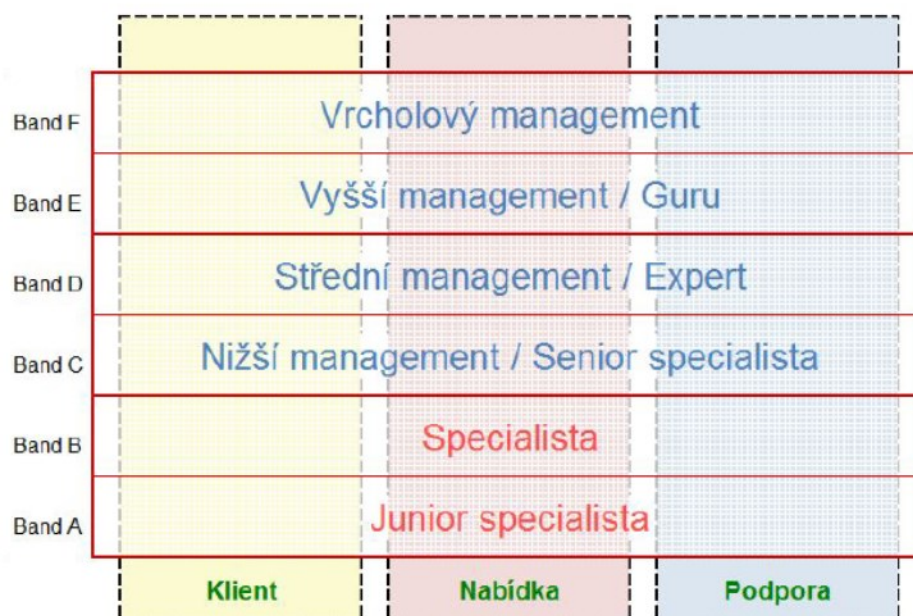 Band F Vrcholový management
Band E Vyšší management / Guru
Band D Střední management / Expert
Band C Nižší management / Senior specialista
Band B Specialista
Band A Junior specialista
Klient Nabídka Podpora